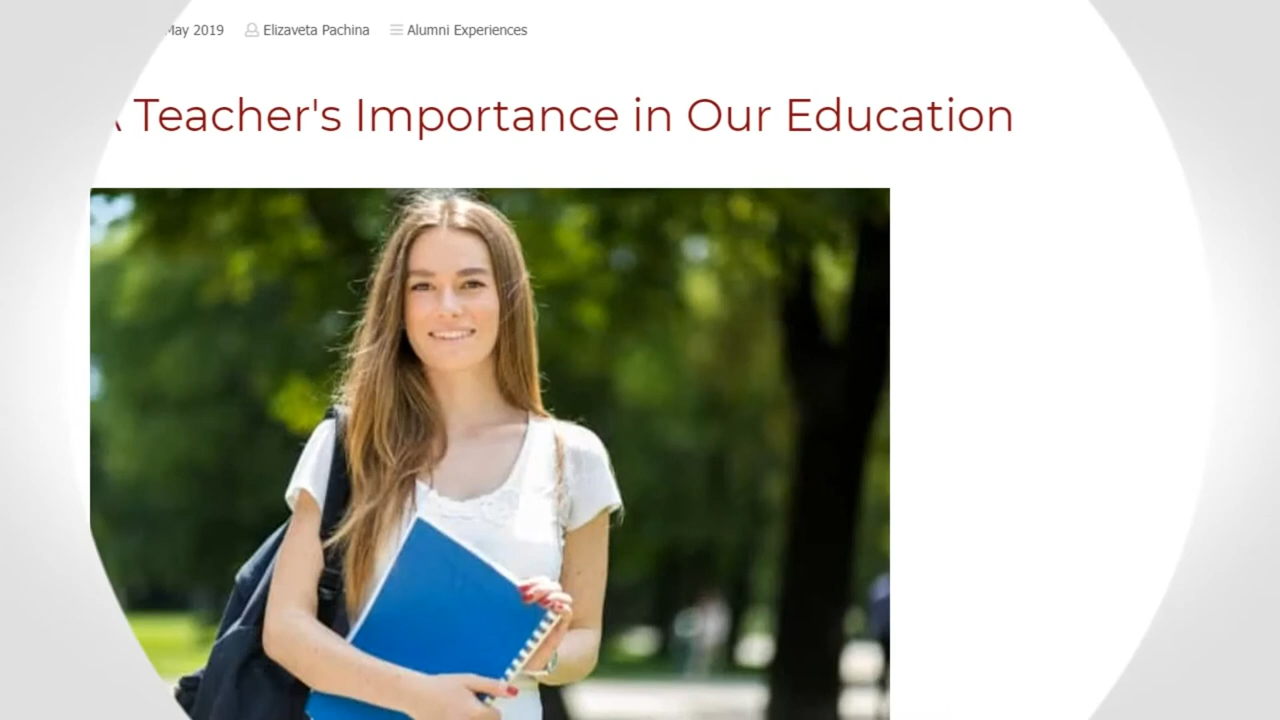 May 2019 Elizaveta Pachina Alumni Experiences
Teacher's Importance in Our Education